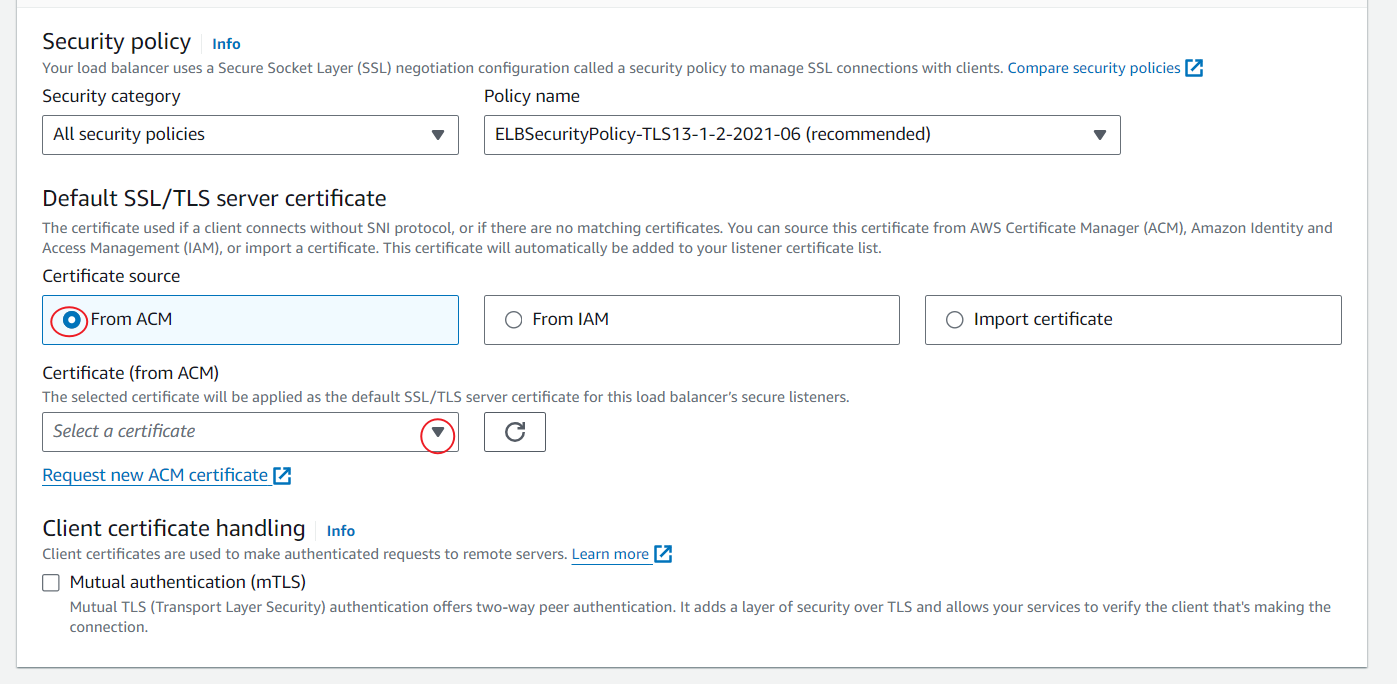 Security policy Info
Your load balancer uses a Secure Socket Layer (SSL) negotiation configuration called a security policy to manage SSL connections with clients. Compare security policies
Security category Policy name
All security policies ELBSecurityPolicy-TLS13-1-2-2021-06 (recommended)
Default SSL/TLS server certificate
The certificate used if a client connects without SNI protocol, or if there are no matching certificates. You can source this certificate from AWS Certificate Manager (ACM), Amazon Identity and
Access Management (IAM), or import a certificate. This certificate will automatically be added to your listener certificate list.
Certificate source
From ACM From IAM Import certificate
Certificate (from ACM)
The selected certificate will be applied as the default SSL/TLS server certificate for this load balancer's secure listeners.
Select a certificate
Request new ACM certificate
Client certificate handling Info
Client certificates are used to make authenticated requests to remote servers. Learn more
Mutual authentication (mTLS)
Mutual TLS (Transport Layer Security) authentication offers two-way peer authentication. It adds a layer of security over TLS and allows your services to verify the client that's making the
connection.